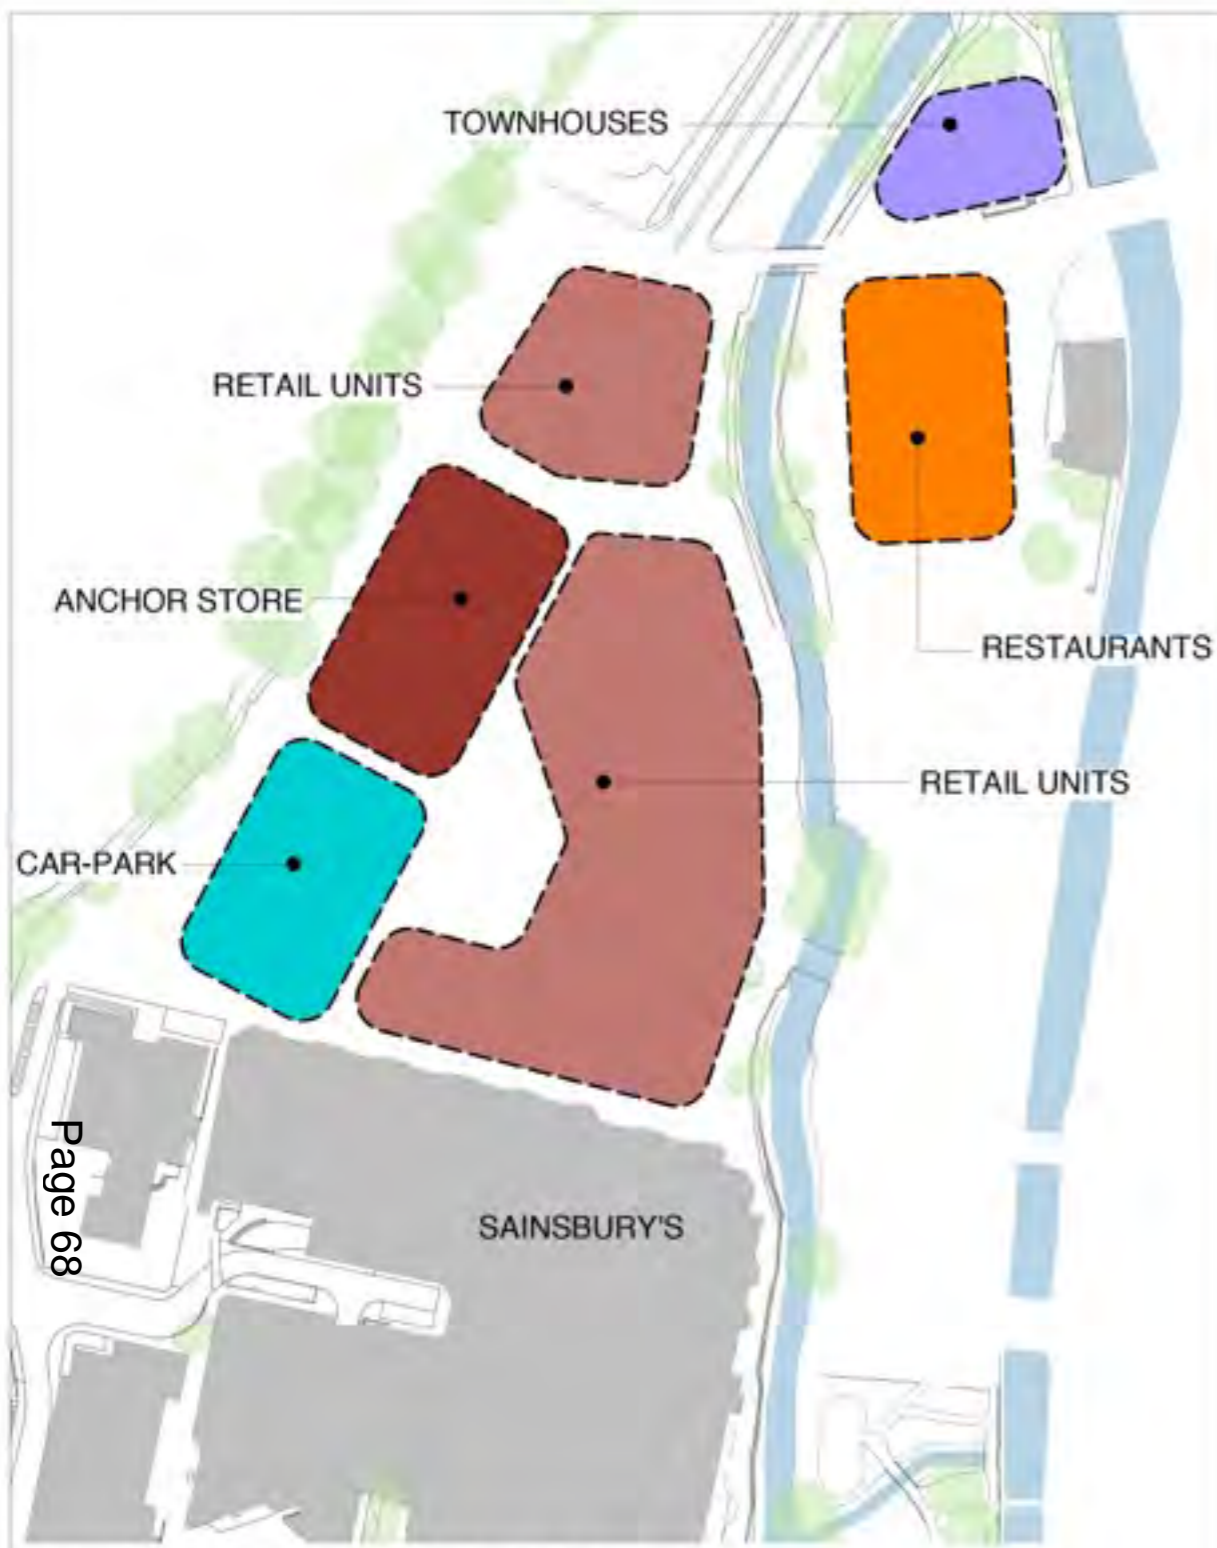 TOWNHOUSES
RETAIL UNITS
ANCHOR STORE
RESTAURANTS
RETAIL UNITS
CAR-PARK
Page 68
SAINSBURY'S